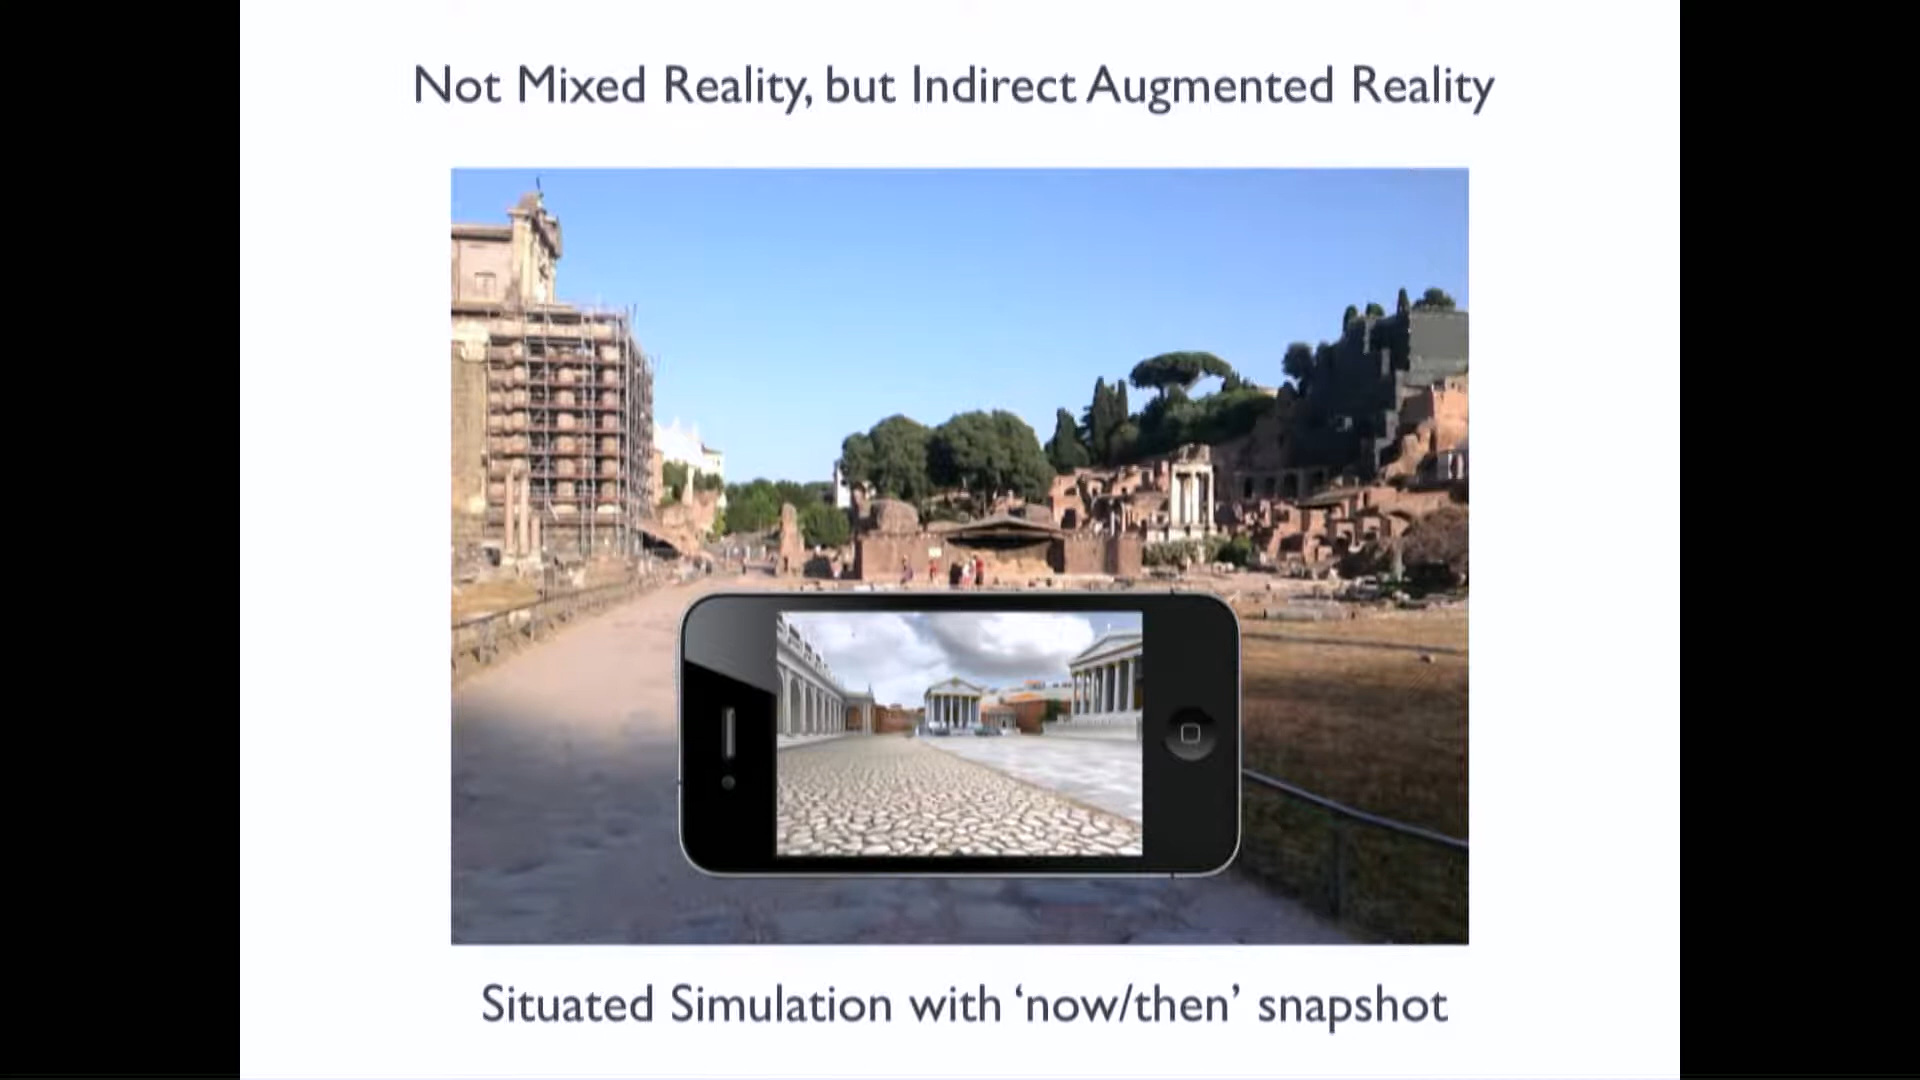 Not Mixed Reality, but Indirect Augmented Reality
Situated Simulation with ‘now/then’ snapshot